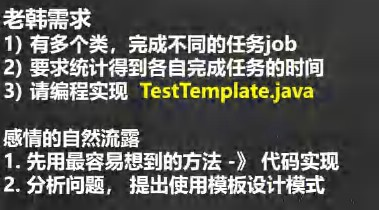 老韩需求
1) 有多个类，完成不同的任务job
2) 要求统计得到各自完成任务的时间
3) 请编程实现 TestTemplate.java
感情的自然流露
1. 先用最容易想到的方法 -》 代码实现
2. 分析问题， 提出使用模板设计模式